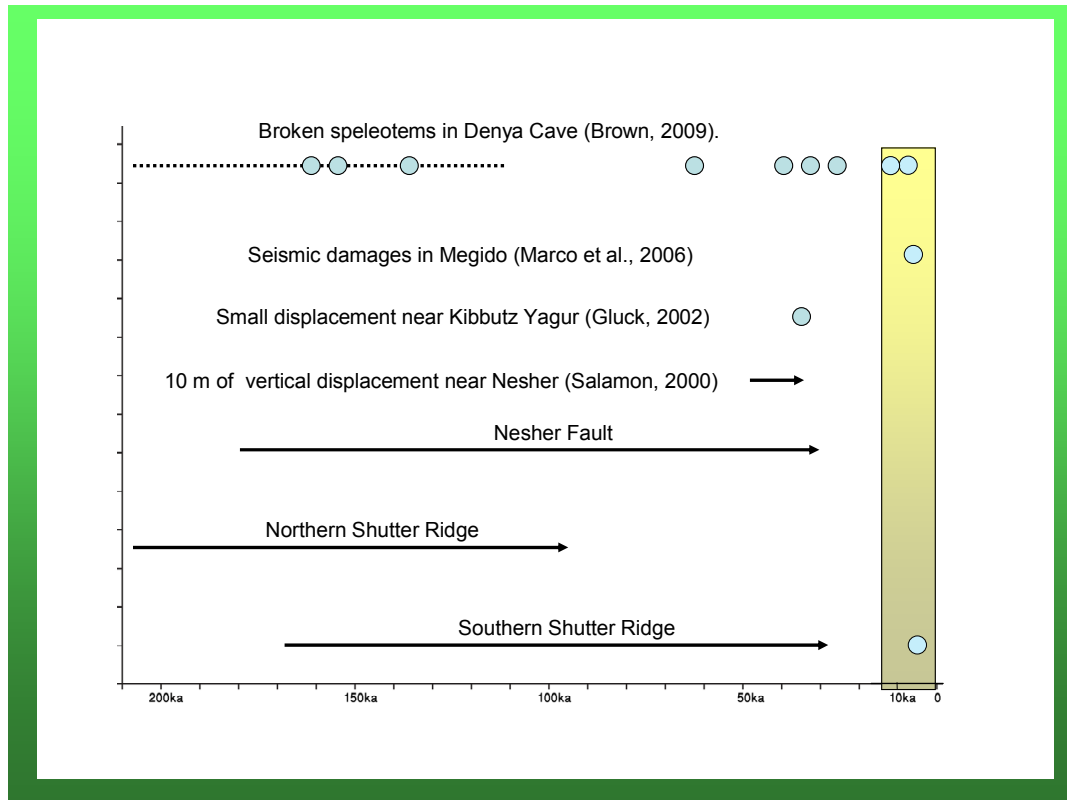 Broken speleotems in Denya Cave (Brown, 2009).
Seismic damages in Megido (Marco et al., 2006)
Small displacement near Kibbutz Yagur (Gluck, 2002)
10 m of vertical displacement near Nesher (Salamon, 2000)
Nesher Fault
Northern Shutter Ridge
Southern Shutter Ridge
200ka 150ka 100ka 50ka 10ka 0